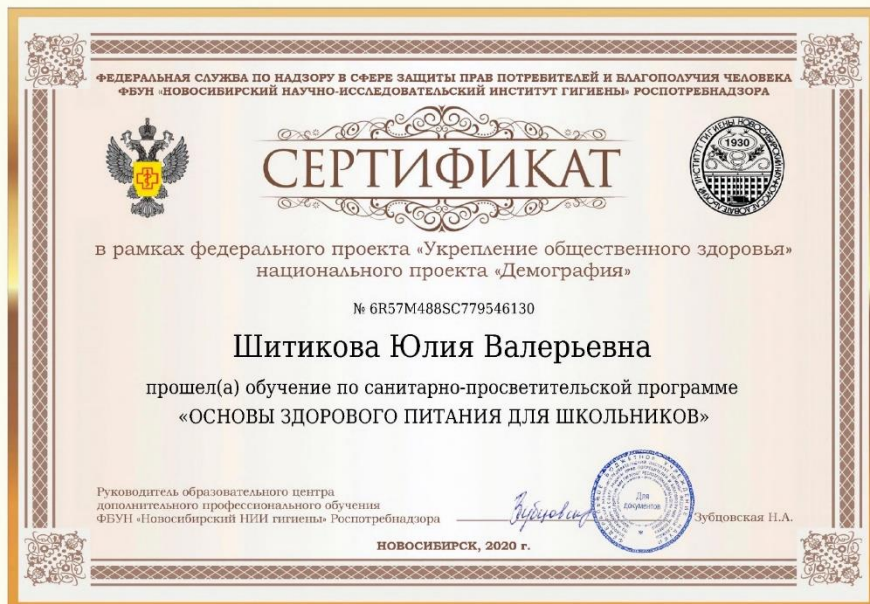 ФЕДЕРАЛЬНАЯ СЛУЖБА ПО НАДЗОРУ В СФЕРЕ ЗАЩИТЫ ПРАВ ПОТРЕБИТЕЛЕЙ И БЛАГОПОЛУЧИЯ ЧЕЛОВЕКА
ФБУН «НОВОСИБИРСКИЙ НАУЧНО-ИССЛЕДОВАТЕЛЬСКИЙ ИНСТИТУТ ГИГИЕНЫ» РОСПОТРЕБНАДЗОРА
1930
СЕРТИФИКАТ
в рамках федерального проекта «Укрепление общественного здоровья»
национального проекта «Демография»
№ 6R57M488SC779546130
Шитикова Юлия Валерьевна
прошел(а) обучение по санитарно-просветительской программе
«ОСНОВЫ ЗДОРОВОГО ПИТАНИЯ ДЛЯ ШКОЛЬНИКОВ»
Руководитель образовательного центра
дополнительного профессионального обучения
ФБУН «Новосибирский НИИ гигиены» Роспотребнадзора
Для
документов
Зубцовская Н.А.
НОВОСИБИРСК, 2020 г.